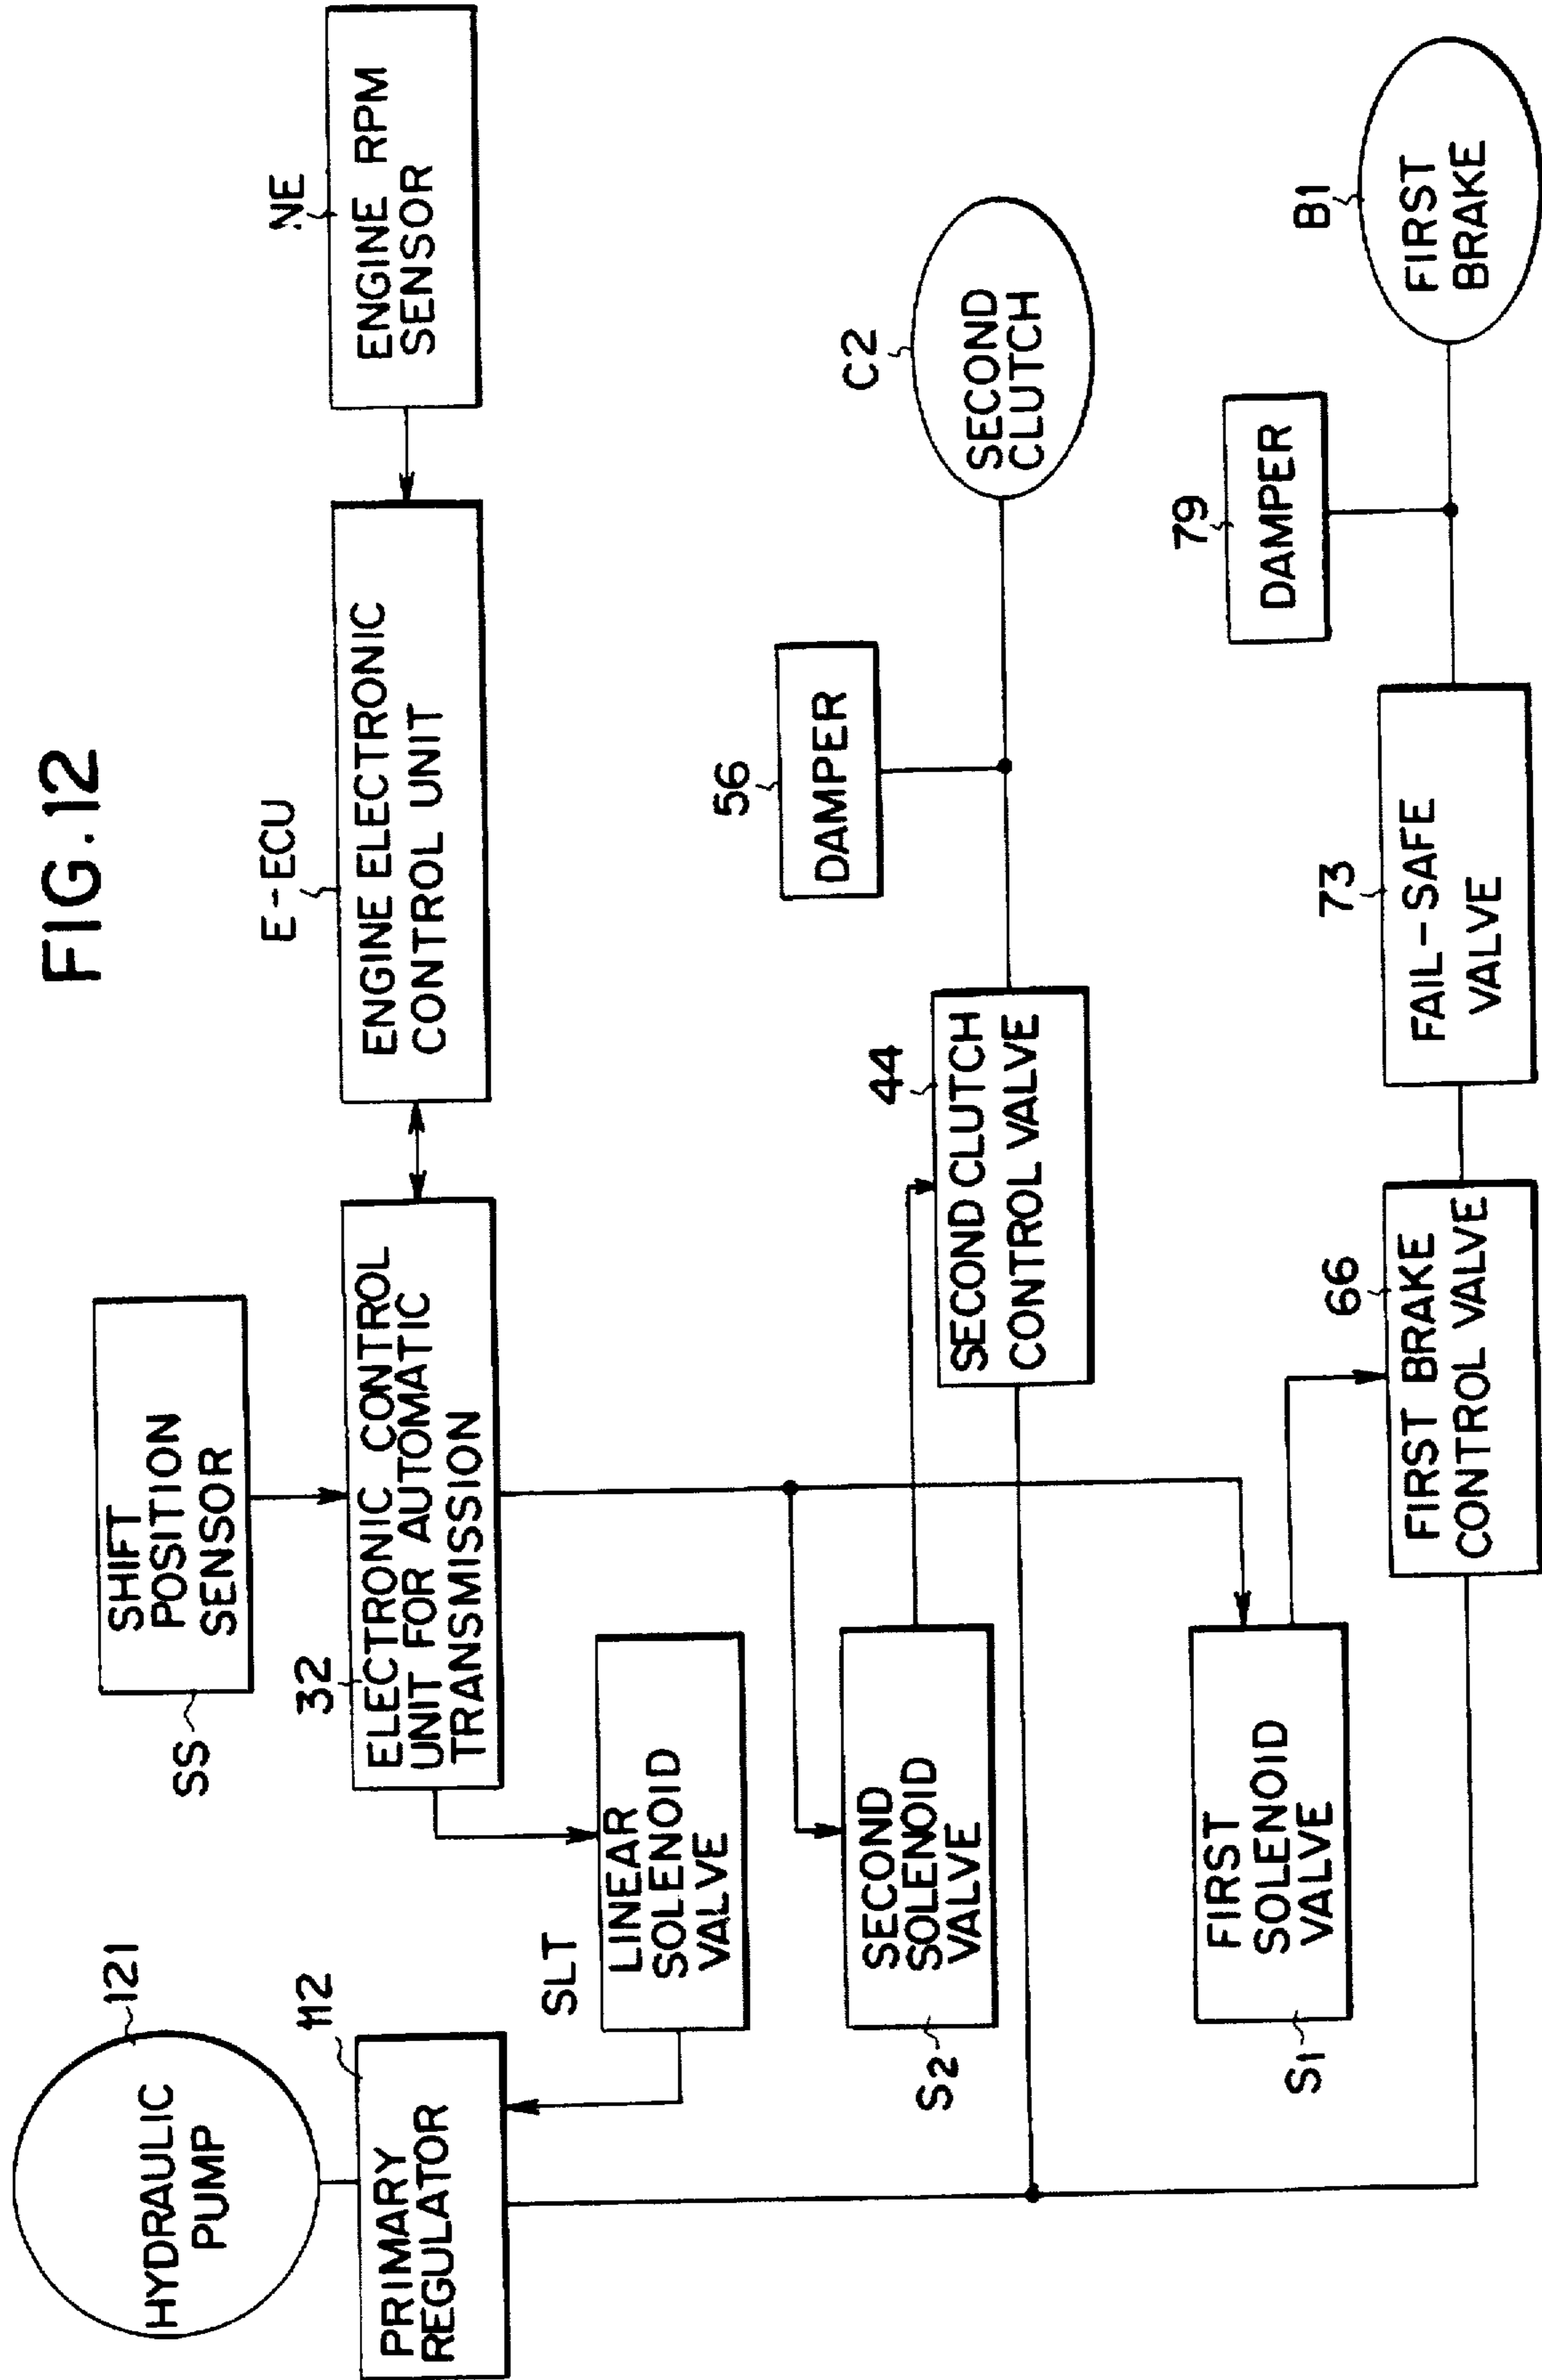 FIG.12
HYDRAULIC
PUMP
121
PRIMARY
REGULATOR
112
SHIFT
POSITION
SENSOR
SS
32
ELECTRONIC CONTROL
UNIT FOR AUTOMATIC
TRANSMISSION
E-ECU
ENGINE ELECTRONIC
CONTROL UNIT
NE
ENGINE RPM
SENSOR
SLT
LINEAR
SOLENOID
VALVE
SECOND
SOLENOID
VALVE
S2
44
SECOND CLUTCH
CONTROL VALVE
56
DAMPER
C2
SECOND
CLUTCH
FIRST
SOLENOID
VALVE
S1
66
FIRST BRAKE
CONTROL VALVE
73
FAIL-SAFE
VALVE
79
DAMPER
B1
FIRST
BRAKE